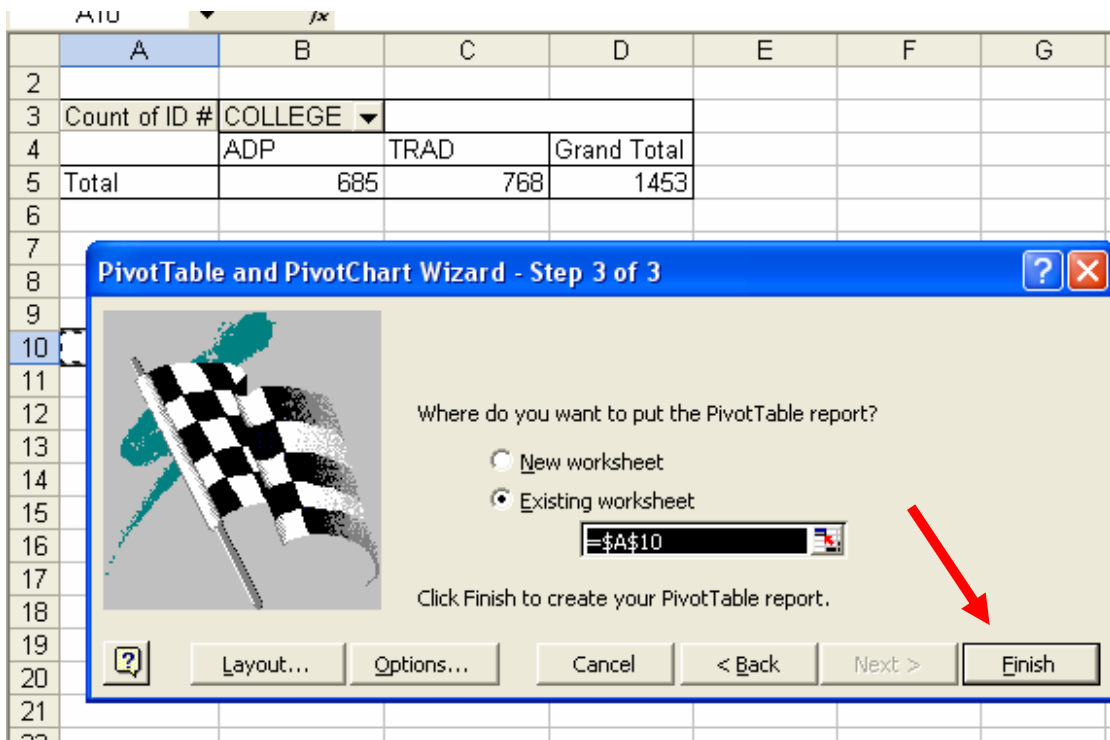 A10 fx
A B C D E F G
2
3 Count of ID # COLLEGE
4 ADP TRAD Grand Total
5 Total 685 768 1453
6
7
PivotTable and PivotChart Wizard - Step 3 of 3 ?
8
9
10
11
12 Where do you want to put the PivotTable report?
13
New worksheet
14
15 Existing worksheet
16 =$A$10
17
18 Click Finish to create your PivotTable report.
19
? Layout... Options... Cancel < Back Next > Finish
20
21
22